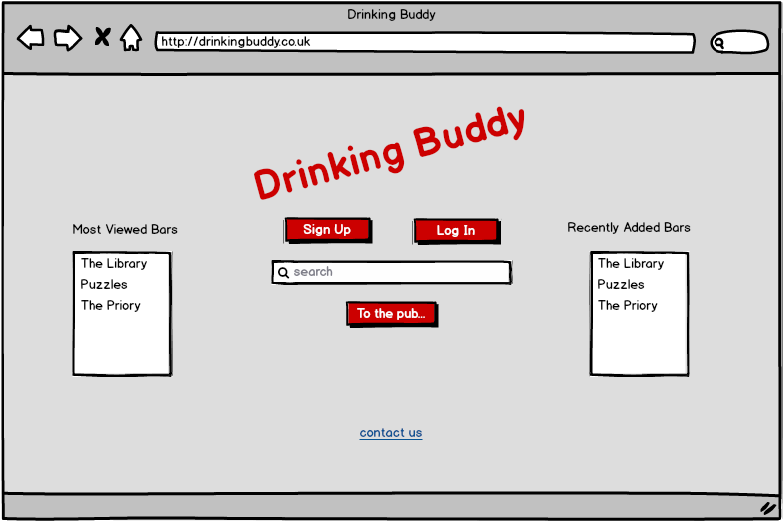 Drinking Buddy
http://drinkingbuddy.co.uk
Drinking Buddy
Sign Up
Log In
Most Viewed Bars
The Library
Puzzles
The Priory
search
To the pub...
Recently Added Bars
The Library
Puzzles
The Priory
contact us